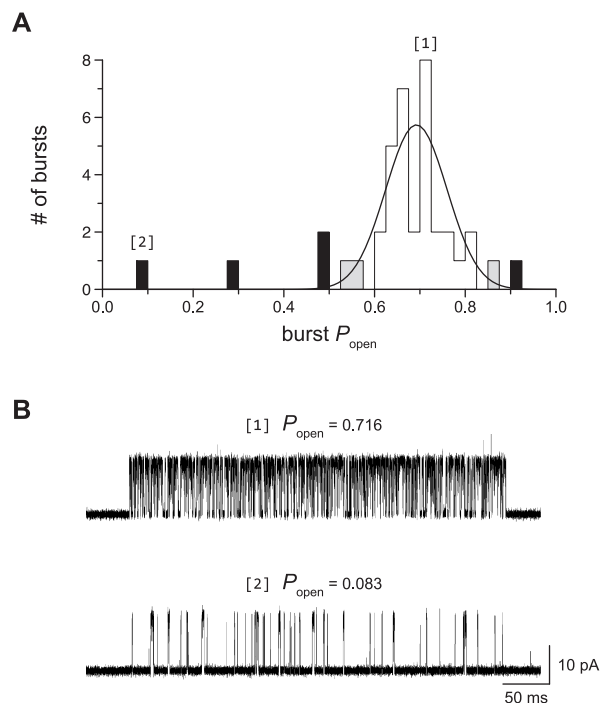 A
[1]
8
6
4
2
0
# of bursts
[2]
0.0 0.2 0.4 0.6 0.8 1.0
burst Popen
B
[1] Popen = 0.716
[2] Popen = 0.083
10 pA
50 ms